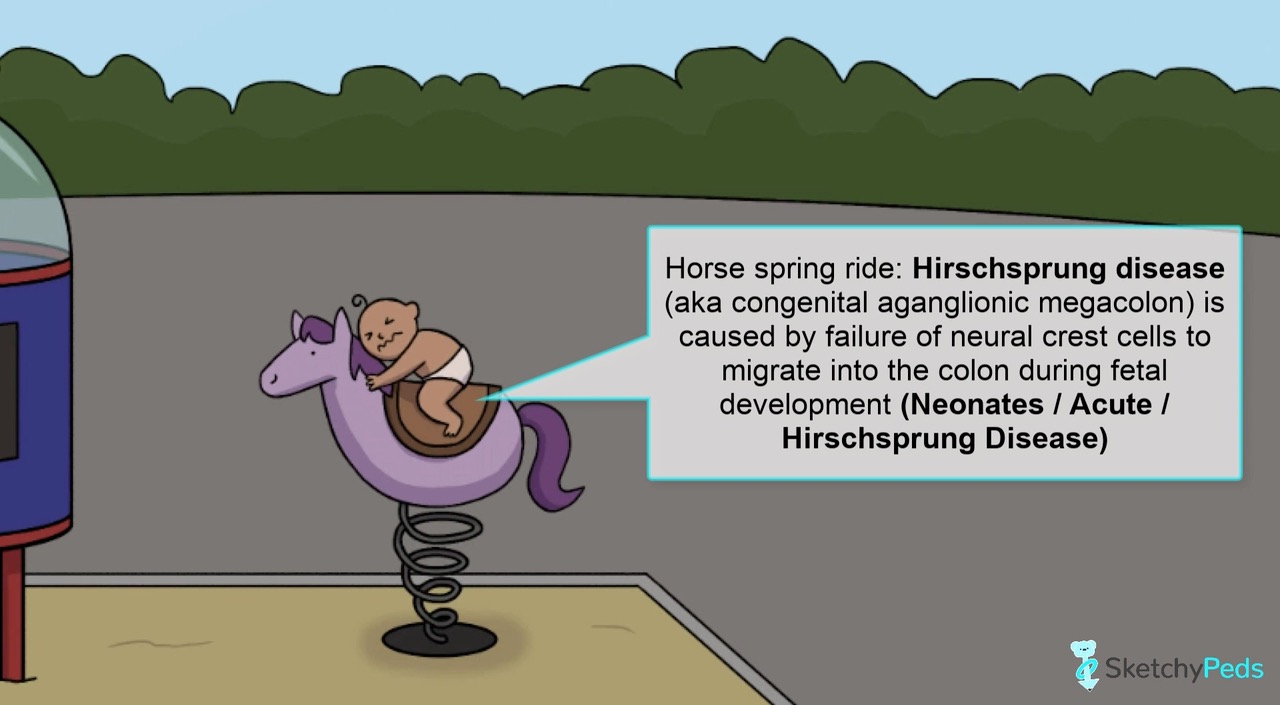 Horse spring ride: Hirschsprung disease
(aka congenital aganglionic megacolon) is
caused by failure of neural crest cells to
migrate into the colon during fetal
development (Neonates / Acute /
Hirschsprung Disease)
SketchyPeds